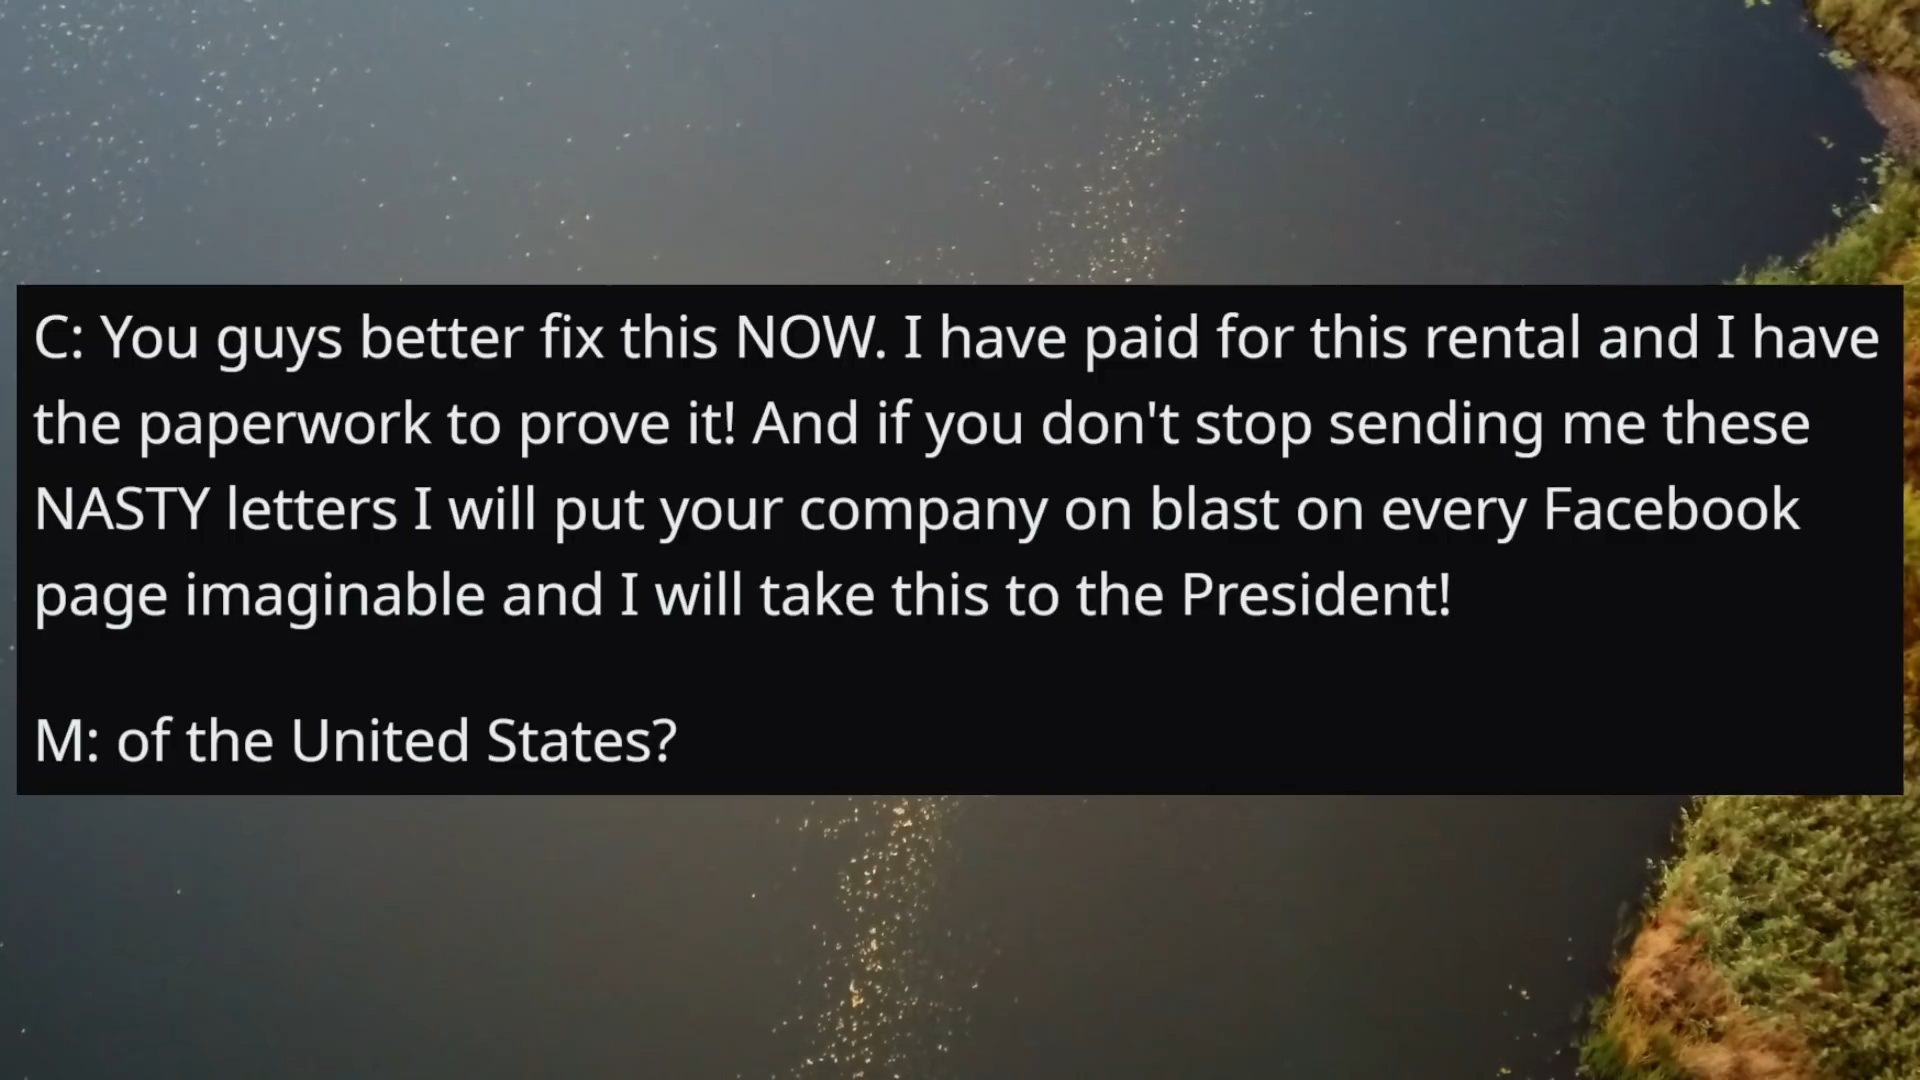 C: You guys better fix this NOW. I have paid for this rental and I have
the paperwork to prove it! And if you don't stop sending me these
NASTY letters I will put your company on blast on every Facebook
page imaginable and I will take this to the President!
M: of the United States?